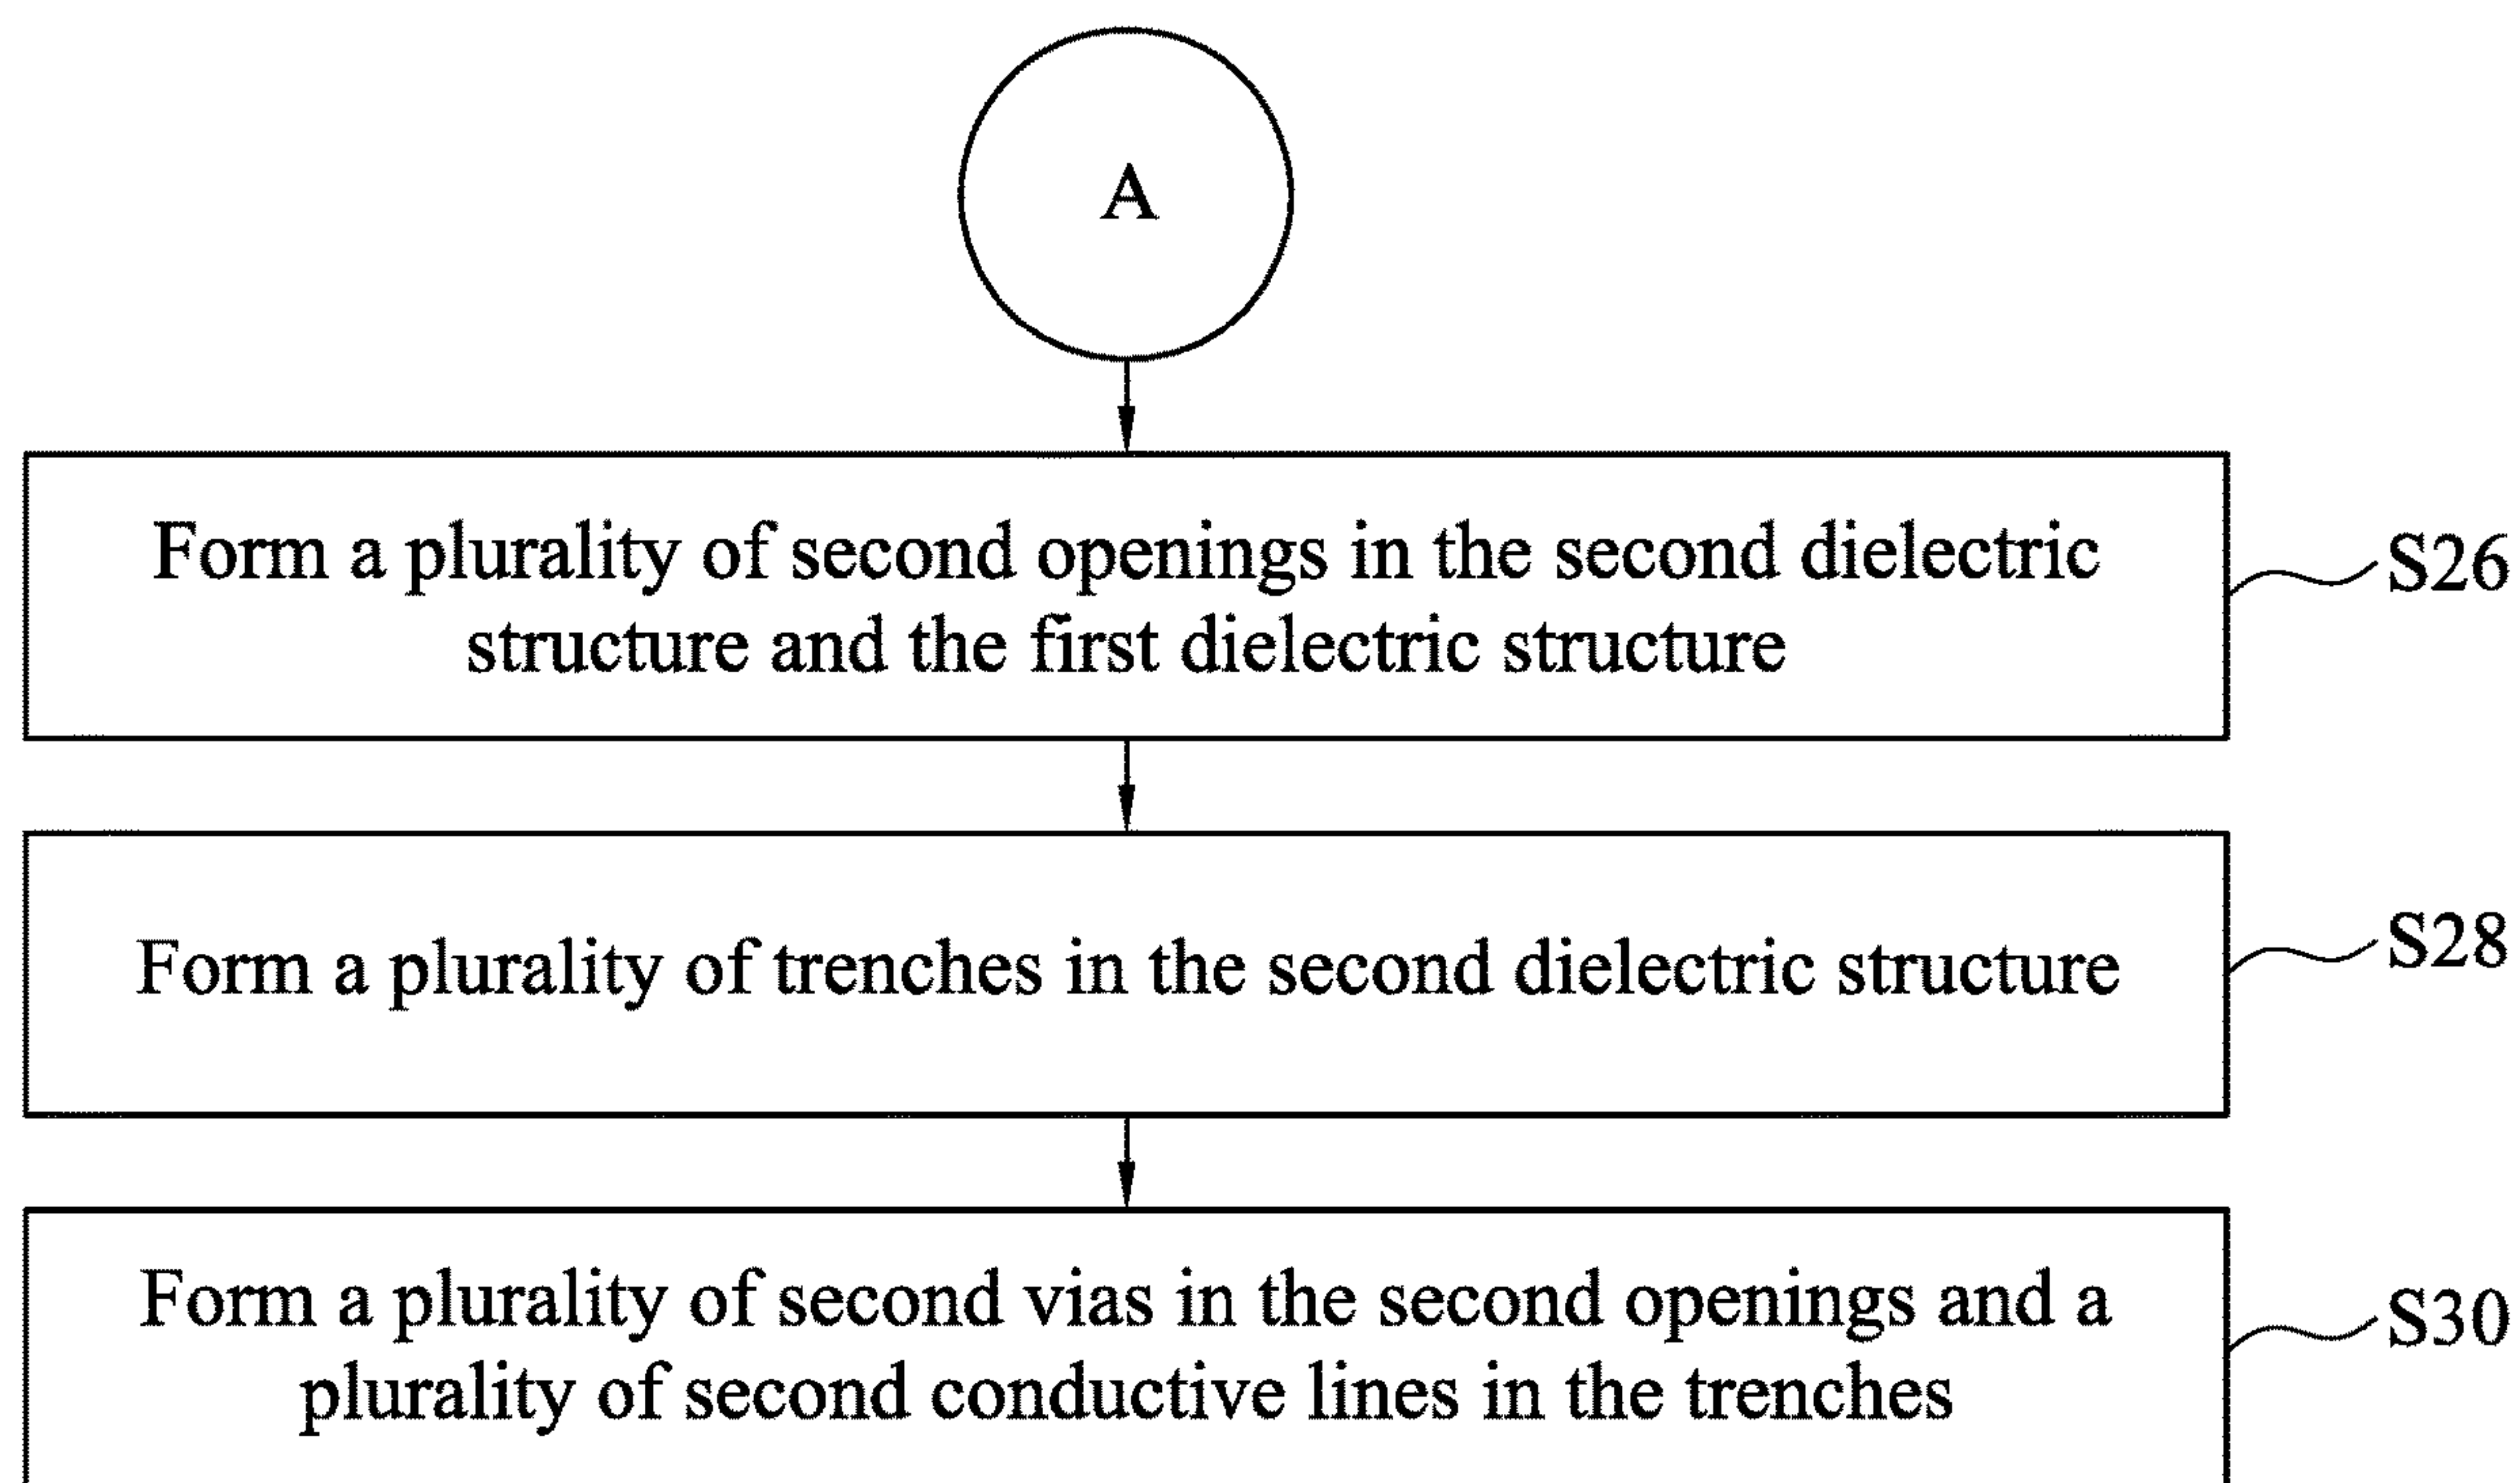 A
Form a plurality of second openings in the second dielectric
structure and the first dielectric structure
S26
Form a plurality of trenches in the second dielectric structure
S28
Form a plurality of second vias in the second openings and a
plurality of second conductive lines in the trenches
S30